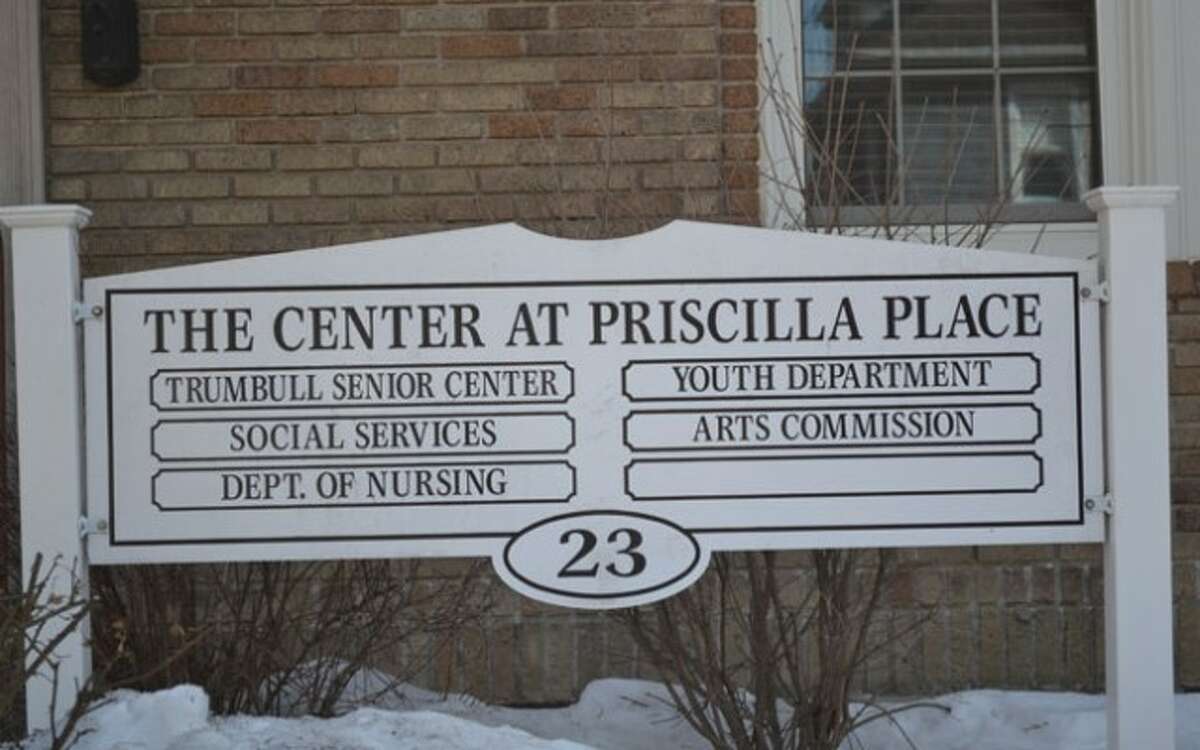 THE CENTER AT PRISCILLA PLACE
TRUMBULL SENIOR CENTER
SOCIAL SERVICES
DEPT. OF NURSING
YOUTH DEPARTMENT
ARTS COMMISSION
23